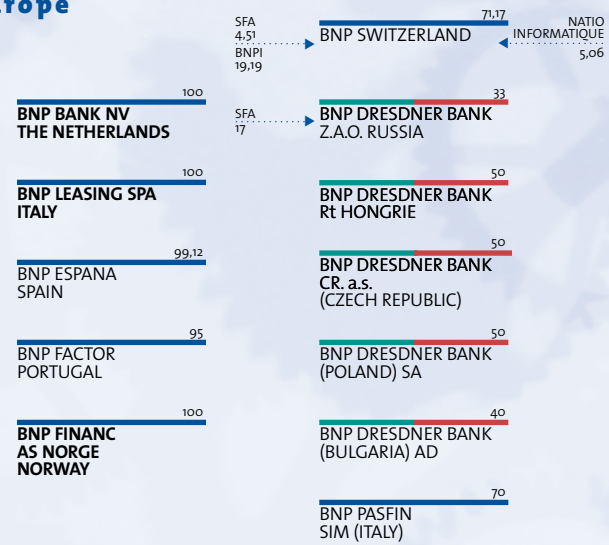 100
BNP BANK NV
THE NETHERLANDS
100
BNP LEASING SPA
ITALY
99,12
BNP ESPANA
SPAIN
95
BNP FACTOR
PORTUGAL
100
BNP FINANC
AS NORGE
NORWAY
SFA
4,51
BNPI
19,19
71,17
BNP SWITZERLAND
NATIO
INFORMATIQUE
5,06
SFA
17
33
BNP DRESDNER BANK
Z.A.O. RUSSIA
50
BNP DRESDNER BANK
Rt HONGRIE
50
BNP DRESDNER BANK
CR. a.s.
(CZECH REPUBLIC)
50
BNP DRESDNER BANK
(POLAND) SA
40
BNP DRESDNER BANK
(BULGARIA) AD
70
BNP PASFIN
SIM (ITALY)